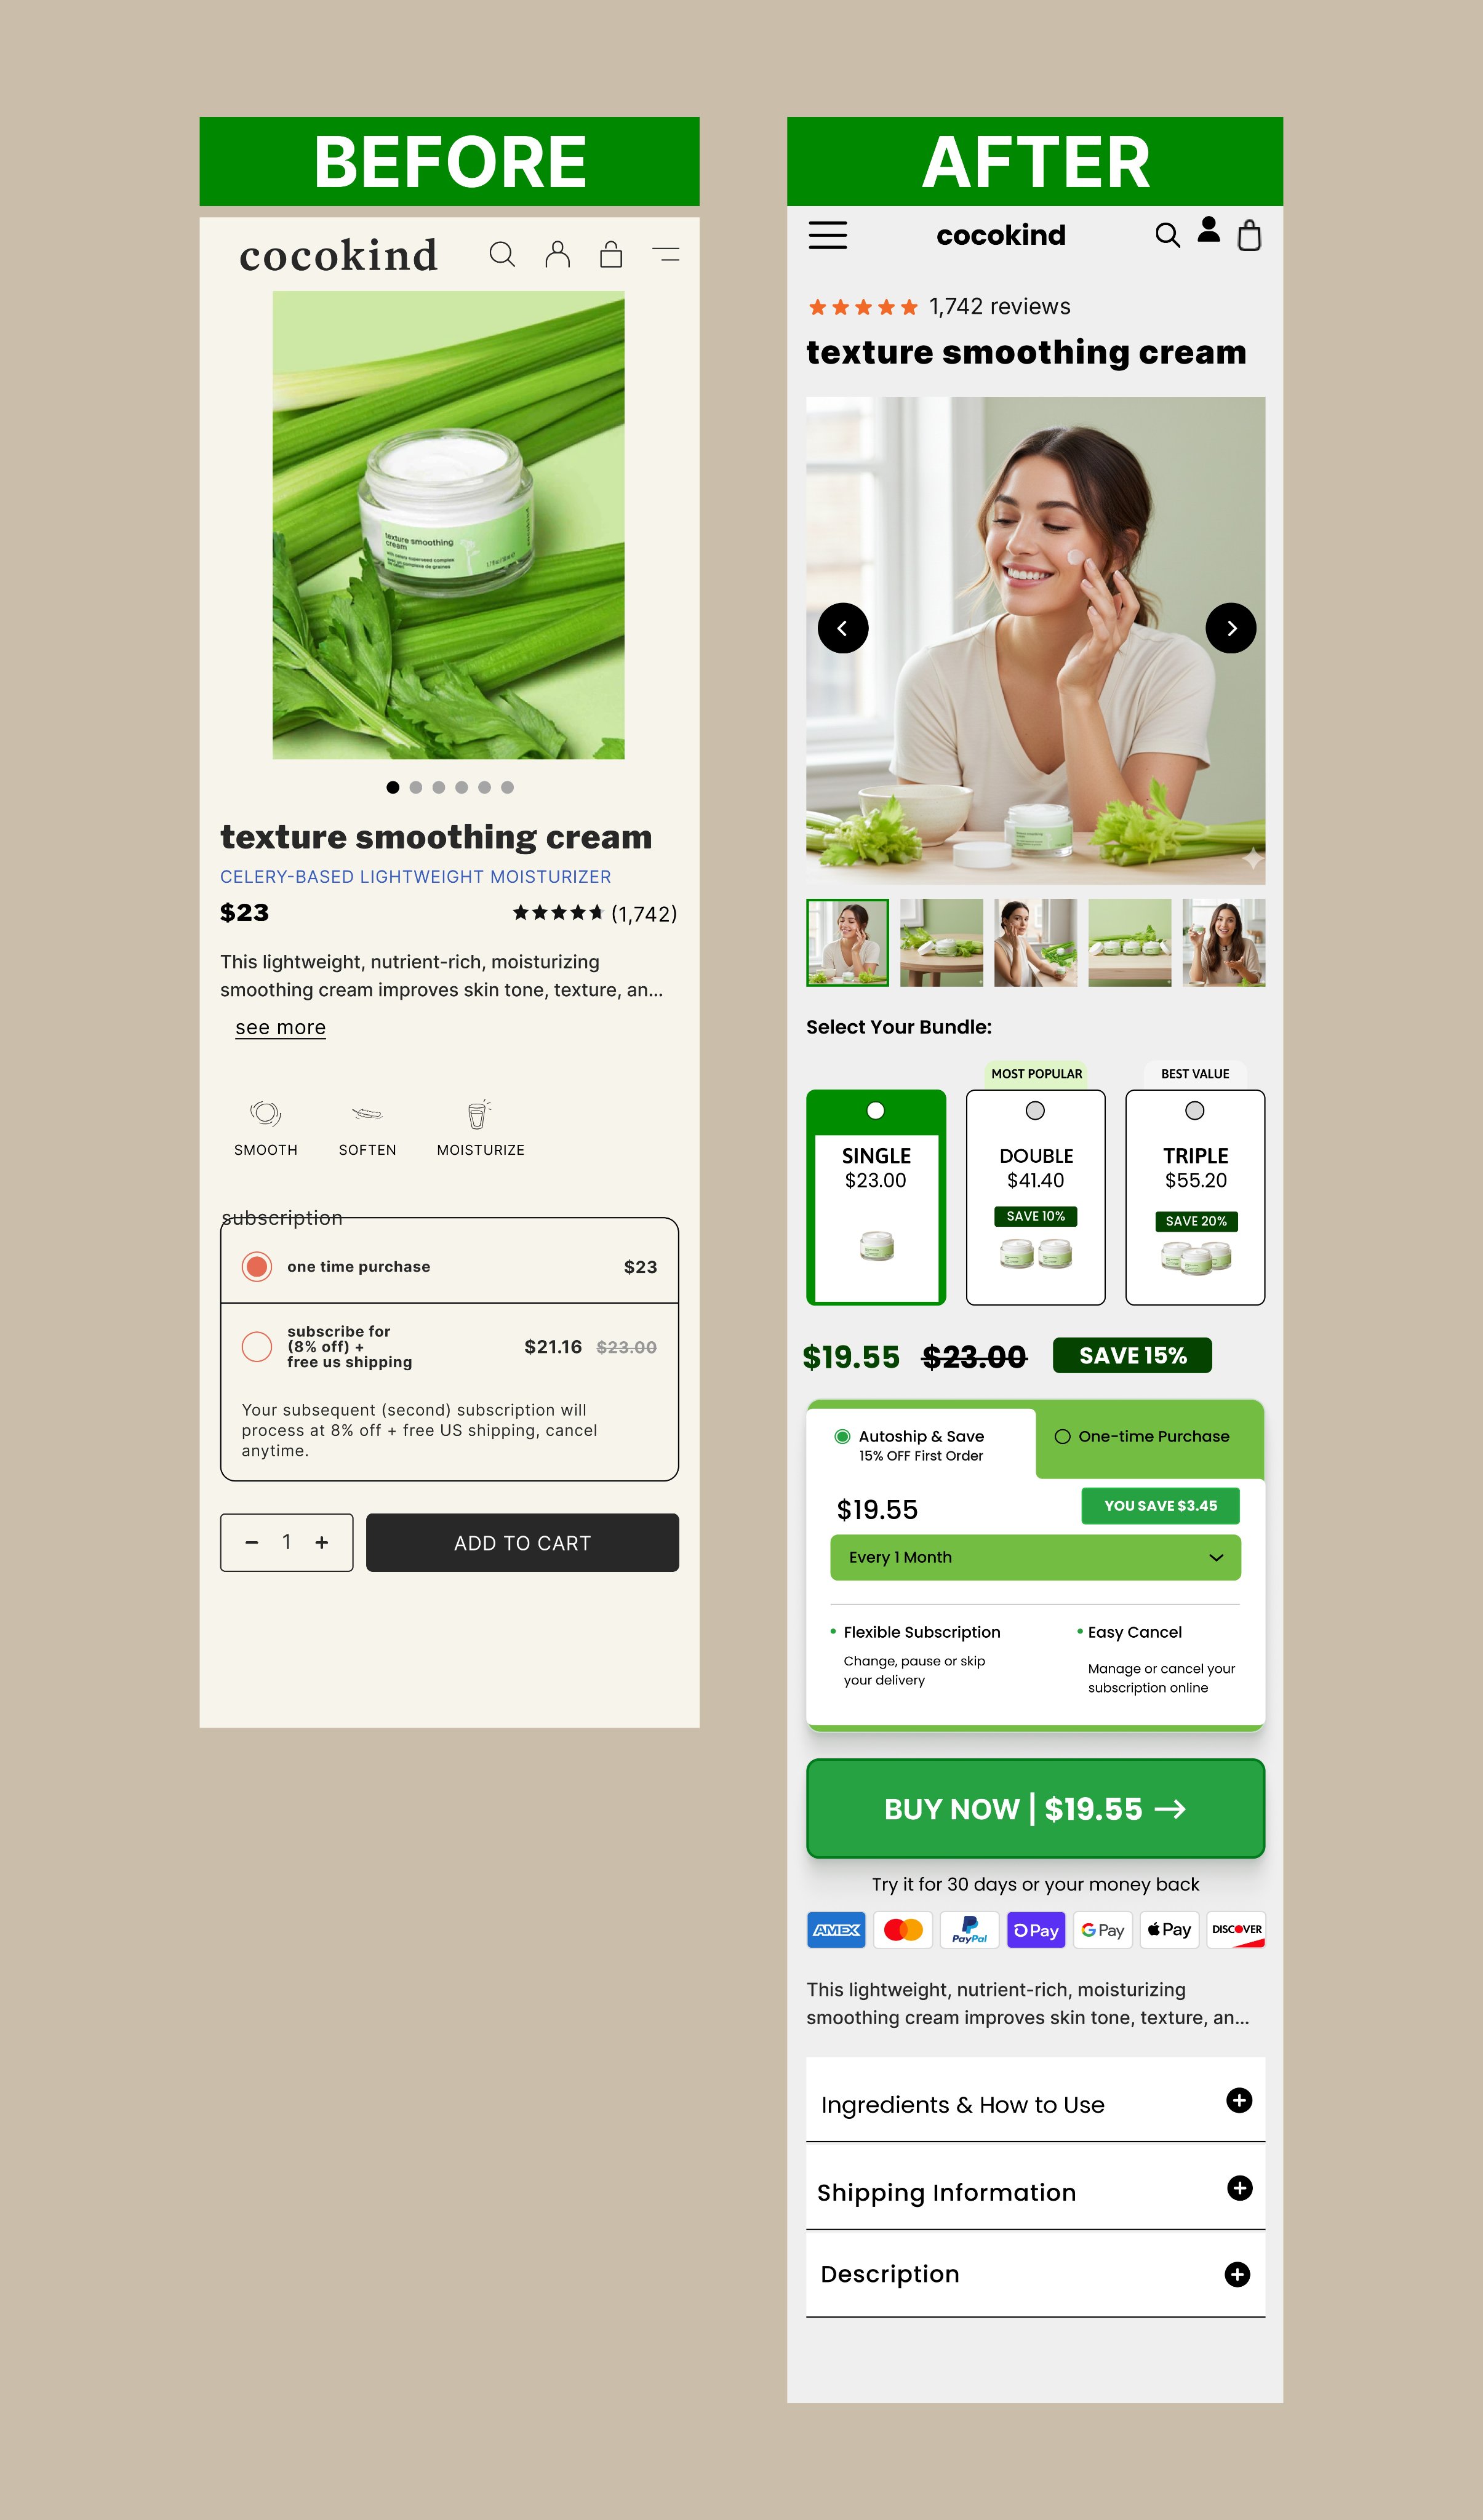 BEFORE
cocokind
texture smoothing
cream
cocokind
texture smoothing cream
CELERY-BASED LIGHTWEIGHT MOISTURIZER
$23
(1,742)
This lightweight, nutrient-rich, moisturizing
smoothing cream improves skin tone, texture, an...
see more
SMOOTH
SOFTEN
MOISTURIZE
subscription
one time purchase
$23
subscribe for
(8% off) +
free us shipping
$21.16 $23.00
Your subsequent (second) subscription will
process at 8% off + free US shipping, cancel
anytime.
1
ADD TO CART
AFTER
cocokind
1,742 reviews
texture smoothing cream
Select Your Bundle:
MOST POPULAR
BEST VALUE
SINGLE
$23.00
DOUBLE
$41.40
SAVE 10%
TRIPLE
$55.20
SAVE 20%
$19.55 $23.00 SAVE 15%
Autoship & Save
15% OFF First Order
One-time Purchase
$19.55
YOU SAVE $3.45
Every 1 Month
Flexible Subscription
Change, pause or skip
your delivery
Easy Cancel
Manage or cancel your
subscription online
BUY NOW | $19.55
Try it for 30 days or your money back
AMEX
PayPal
Pay
G Pay
Pay
DISCOVER
This lightweight, nutrient-rich, moisturizing
smoothing cream improves skin tone, texture, an...
Ingredients & How to Use
Shipping Information
Description